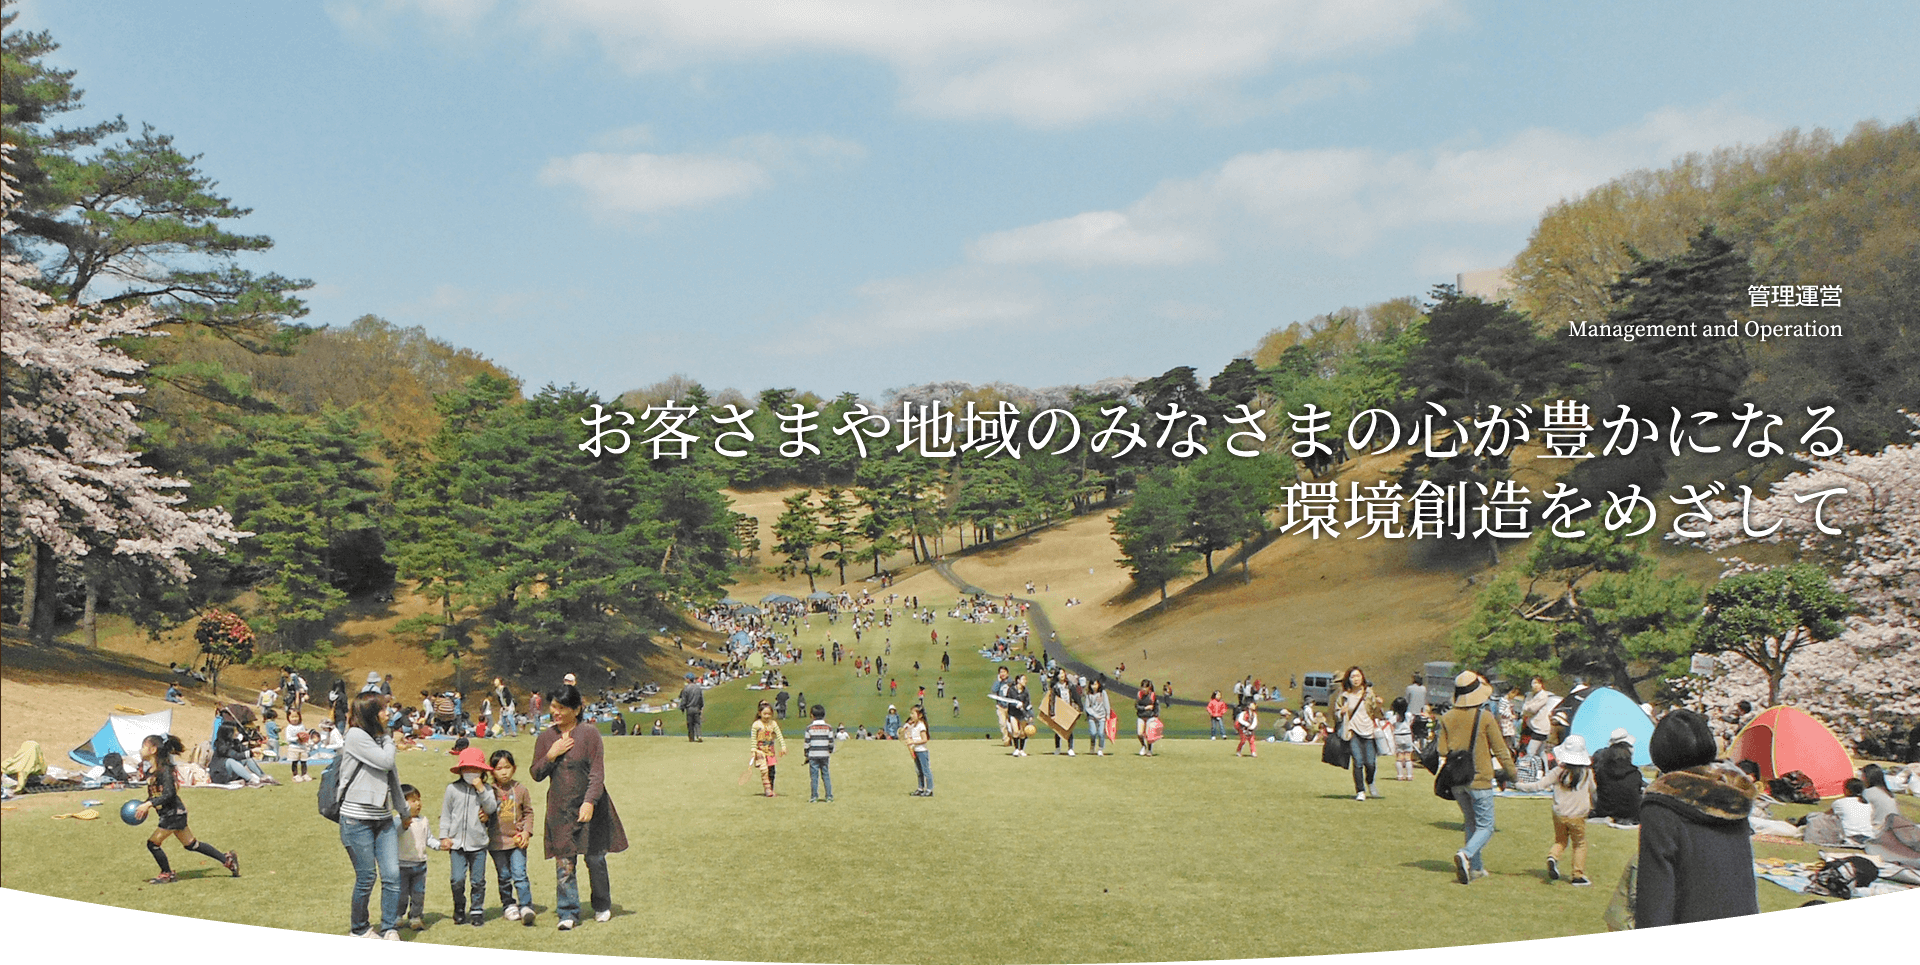 管理運営
Management and Operation
お客さまや地域のみなさまの心が豊かになる
環境創造をめざして